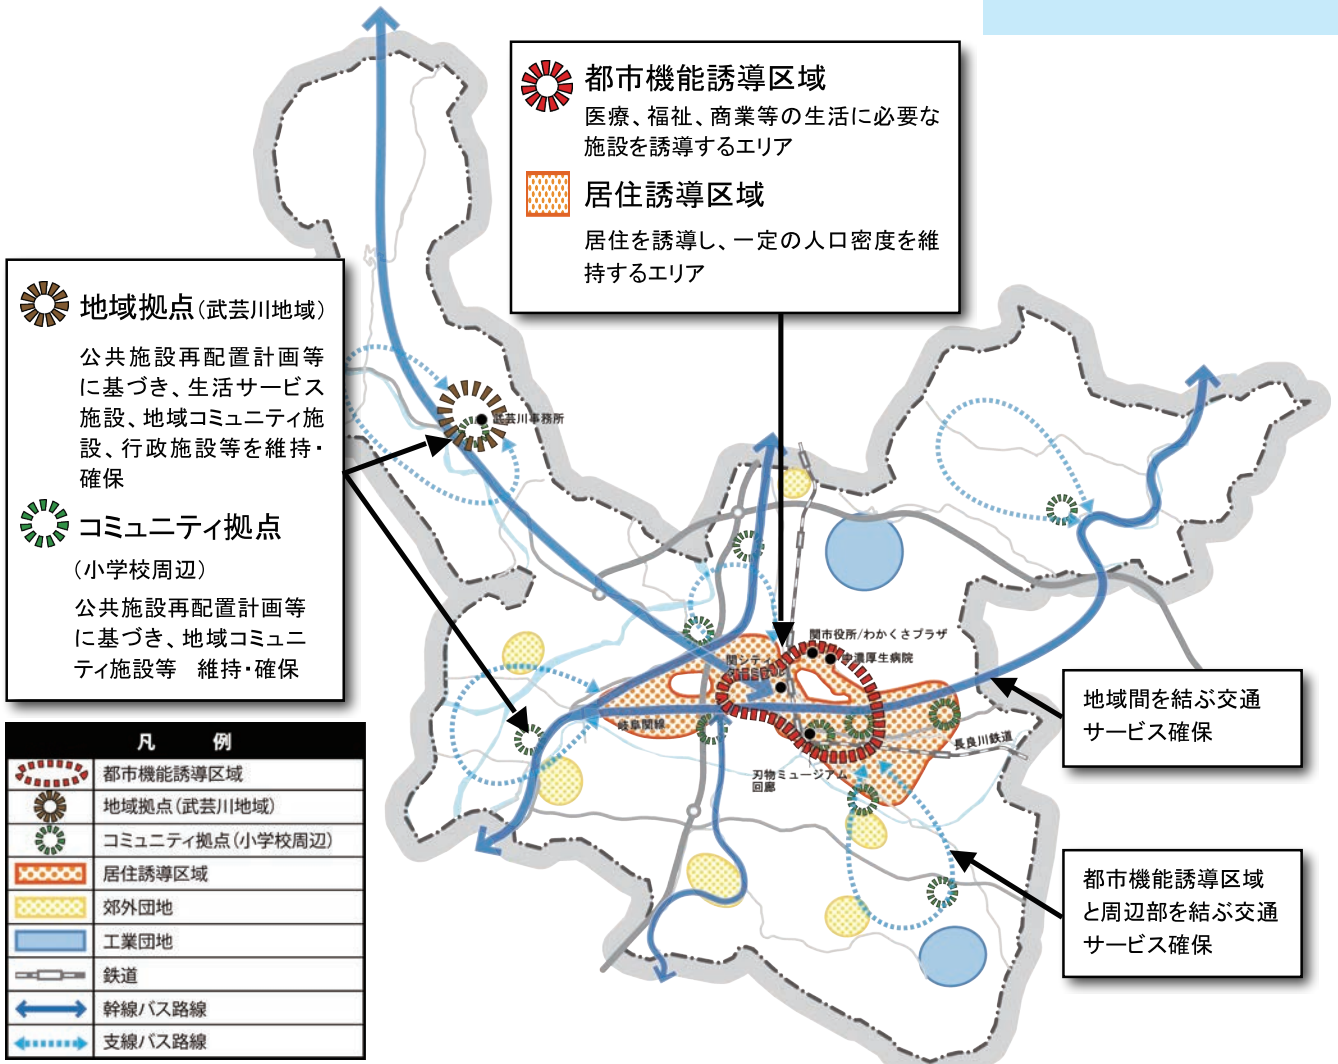 都市機能誘導区域
医療、福祉、商業等の生活に必要な
施設を誘導するエリア
居住誘導区域
居住を誘導し、一定の人口密度を維
持するエリア
地域拠点(武芸川地域)
公共施設再配置計画等
に基づき、生活サービス
施設、地域コミュニティ施
設、行政施設等を維持・
確保
コミュニティ拠点
(小学校周辺)
公共施設再配置計画等
に基づき、地域コミュニ
ティ施設等 維持・確保
武芸川事務所
関市役所/わかくさプラザ
中濃厚生病院
関シティ
岐阜関線
長良川鉄道
刃物ミュージアム
回廊
地域間を結ぶ交通
サービス確保
都市機能誘導区域
と周辺部を結ぶ交通
サービス確保
凡 例
都市機能誘導区域
地域拠点(武芸川地域)
コミュニティ拠点(小学校周辺)
居住誘導区域
郊外団地
工業団地
鉄道
幹線バス路線
支線バス路線